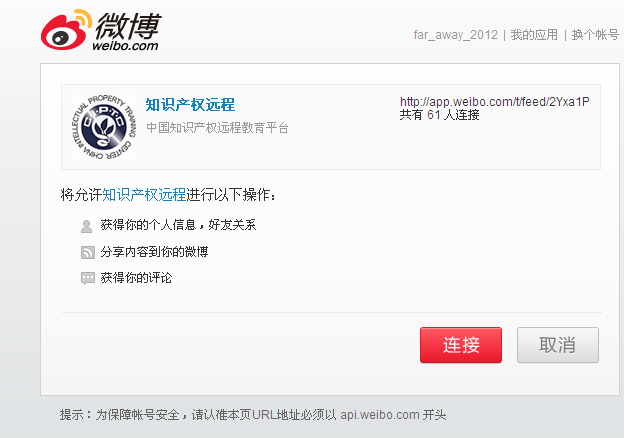 微博
weibo.com
far_away_2012 | 我的应用 | 换个帐号
CHINA INTELLECTUAL PROPERTY TRAINING CENTER
知识产权远程
中国知识产权远程教育平台
http://app.weibo.com/t/feed/2Yxa1P
共有 61 人连接
将允许知识产权远程进行以下操作：
获得你的个人信息，好友关系
分享内容到你的微博
获得你的评论
连接
取消
提示：为保障帐号安全，请认准本页URL地址必须以 api.weibo.com 开头